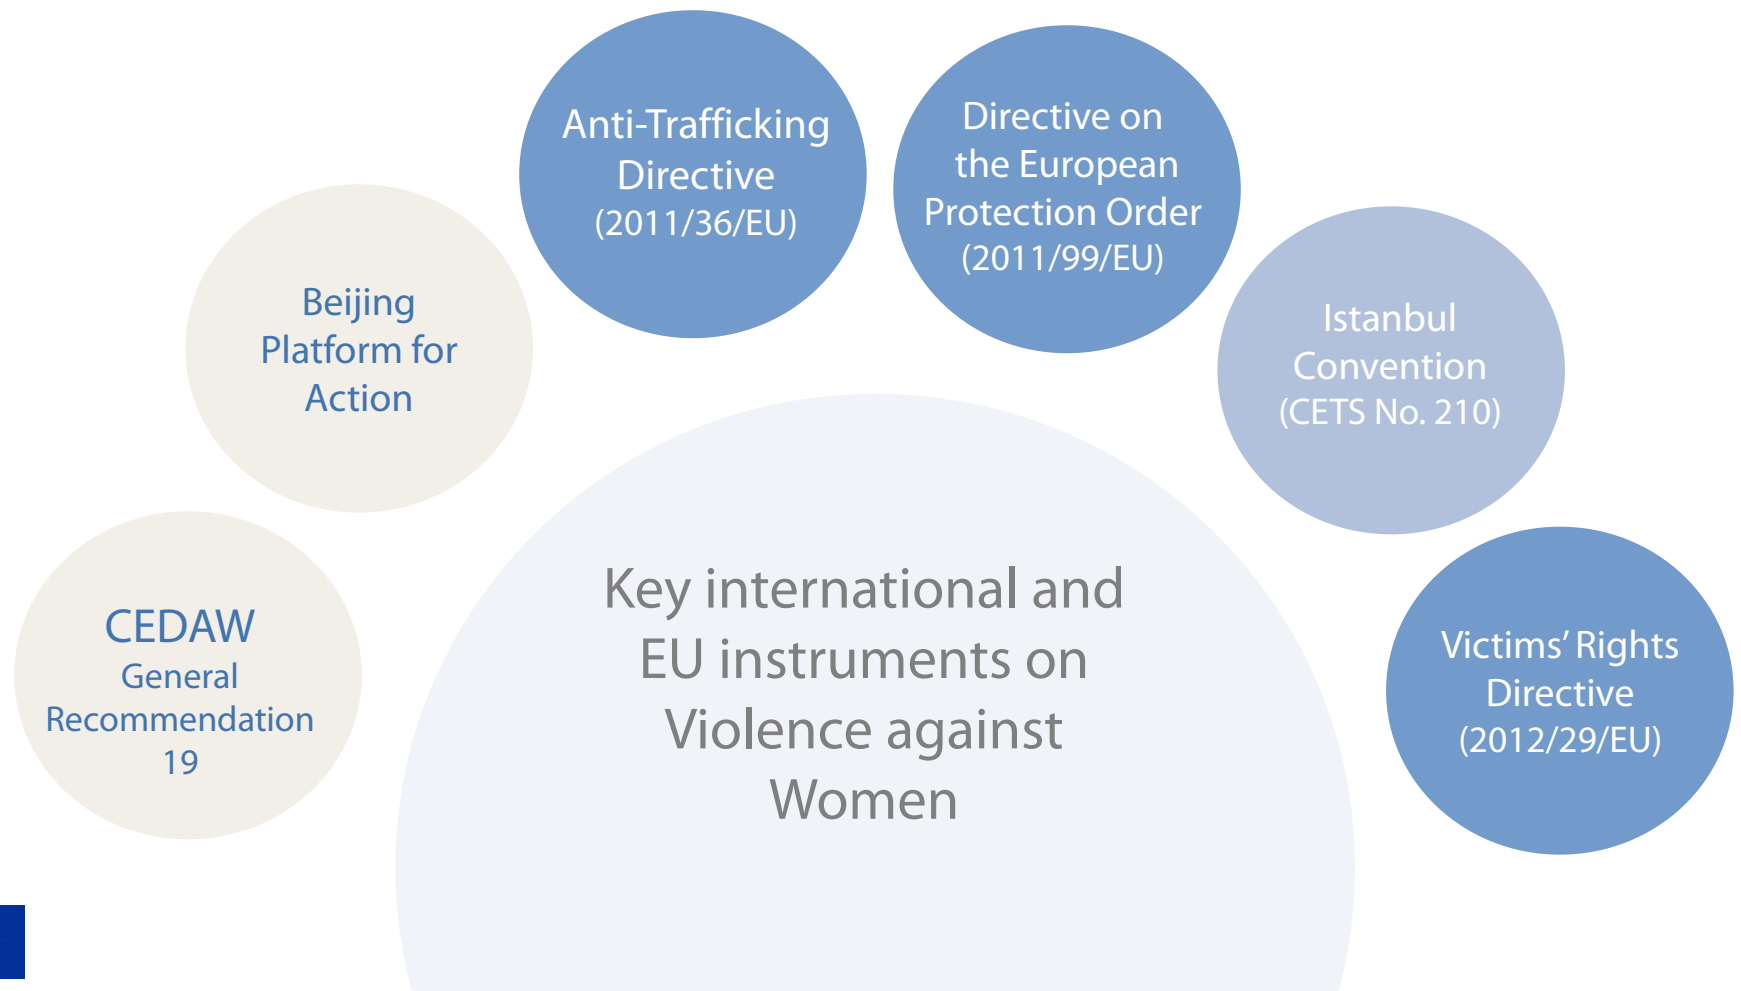 Anti-Trafficking
Directive
(2011/36/EU)
Directive on
the European
Protection Order
(2011/99/EU)
Beijing
Platform for
Action
Istanbul
Convention
(CETS No. 210)
CEDAW
General
Recommendation
19
Key international and
EU instruments on
Violence against
Women
Victims’ Rights
Directive
(2012/29/EU)